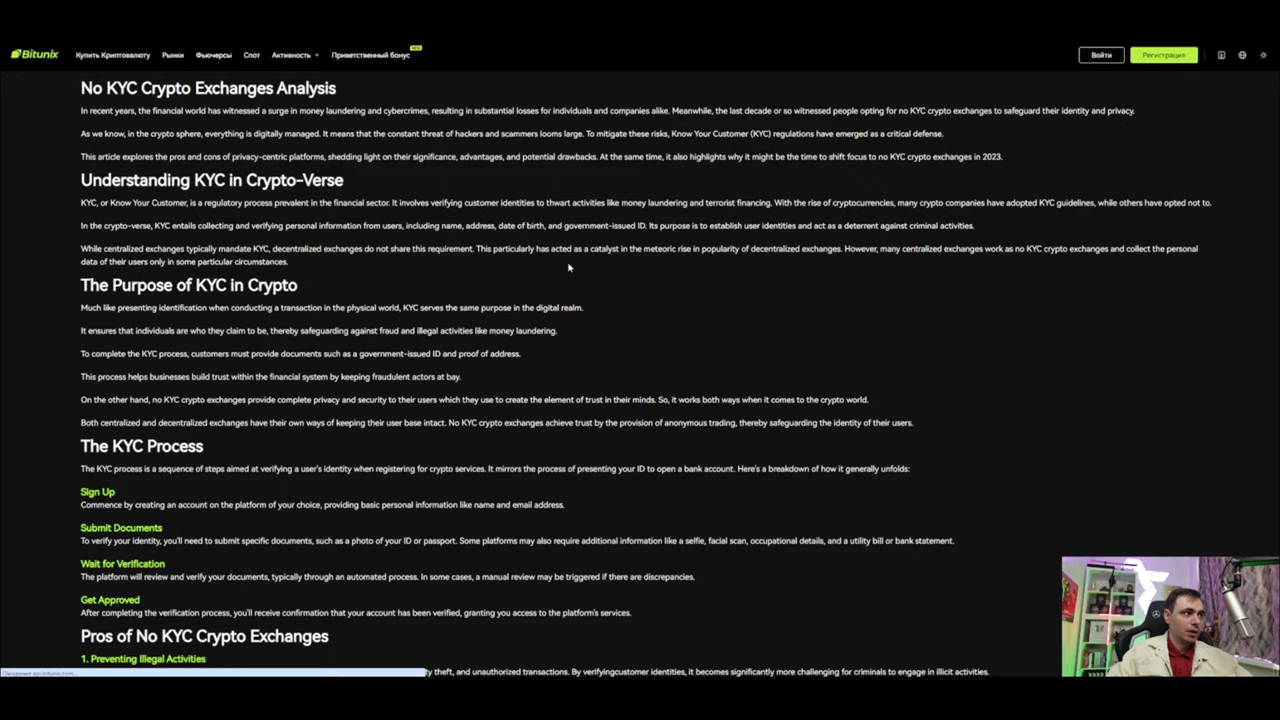 Bitunix Купить Криптовалюту Рынки Фьючерсы Спот Активность Приветственный бонус NEW Войти Регистрация
No KYC Crypto Exchanges Analysis
In recent years, the financial world has witnessed a surge in money laundering and cybercrimes, resulting in substantial losses for individuals and companies alike. Meanwhile, the last decade or so witnessed people opting for no KYC crypto exchanges to safeguard their identity and privacy.
As we know, in the crypto sphere, everything is digitally managed. It means that the constant threat of hackers and scammers looms large. To mitigate these risks, Know Your Customer (KYC) regulations have emerged as a critical defense.
This article explores the pros and cons of privacy-centric platforms, shedding light on their significance, advantages, and potential drawbacks. At the same time, it also highlights why it might be the time to shift focus to no KYC crypto exchanges in 2023.
Understanding KYC in Crypto-Verse
KYC, or Know Your Customer, is a regulatory process prevalent in the financial sector. It involves verifying customer identities to thwart activities like money laundering and terrorist financing. With the rise of cryptocurrencies, many crypto companies have adopted KYC guidelines, while others have opted not to.
In the crypto-verse, KYC entails collecting and verifying personal information from users, including name, address, date of birth, and government-issued ID. Its purpose is to establish user identities and act as a deterrent against criminal activities.
While centralized exchanges typically mandate KYC, decentralized exchanges do not share this requirement. This particularly has acted as a catalyst in the meteoric rise in popularity of decentralized exchanges. However, many centralized exchanges work as no KYC crypto exchanges and collect the personal
data of their users only in some particular circumstances.
The Purpose of KYC in Crypto
Much like presenting identification when conducting a transaction in the physical world, KYC serves the same purpose in the digital realm.
It ensures that individuals are who they claim to be, thereby safeguarding against fraud and illegal activities like money laundering.
To complete the KYC process, customers must provide documents such as a government-issued ID and proof of address.
This process helps businesses build trust within the financial system by keeping fraudulent actors at bay.
On the other hand, no KYC crypto exchanges provide complete privacy and security to their users which they use to create the element of trust in their minds. So, it works both ways when it comes to the crypto world.
Both centralized and decentralized exchanges have their own ways of keeping their user base intact. No KYC crypto exchanges achieve trust by the provision of anonymous trading, thereby safeguarding the identity of their users.
The KYC Process
The KYC process is a sequence of steps aimed at verifying a user's identity when registering for crypto services. It mirrors the process of presenting your ID to open a bank account. Here's a breakdown of how it generally unfolds:
Sign Up
Commence by creating an account on the platform of your choice, providing basic personal information like name and email address.
Submit Documents
To verify your identity, you'll need to submit specific documents, such as a photo of your ID or passport. Some platforms may also require additional information like a selfie, facial scan, occupational details, and a utility bill or bank statement.
Wait for Verification
The platform will review and verify your documents, typically through an automated process. In some cases, a manual review may be triggered if there are discrepancies.
Get Approved
After completing the verification process, you'll receive confirmation that your account has been verified, granting you access to the platform's services.
Pros of No KYC Crypto Exchanges
1. Preventing Illegal Activities
ty theft, and unauthorized transactions. By verifyingcustomer identities, it becomes significantly more challenging for criminals to engage in illicit activities.
Ожидание api.bitunix.com...